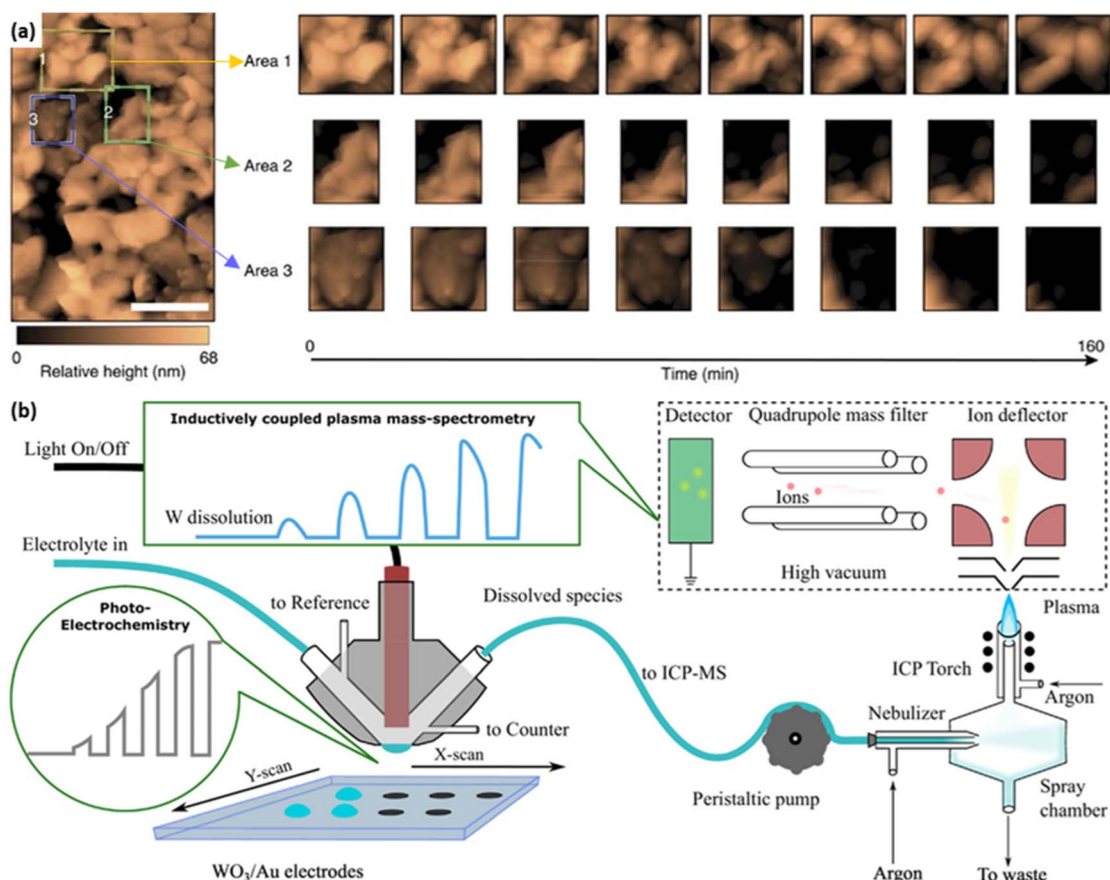 (a)
1
2
3
Area 1
Area 2
Area 3
0
68
Relative height (nm)
0
160
Time (min)
(b)
Inductively coupled plasma mass-spectrometry
W dissolution
Light On/Off
Electrolyte in
Photo-
Electrochemistry
to Reference
Dissolved species
to ICP-MS
to Counter
X-scan
Y-scan
WO₃/Au electrodes
Peristaltic pump
Detector
Quadrupole mass filter
Ion deflector
Ions
High vacuum
Plasma
ICP Torch
Argon
Nebulizer
Spray
chamber
Argon
To waste